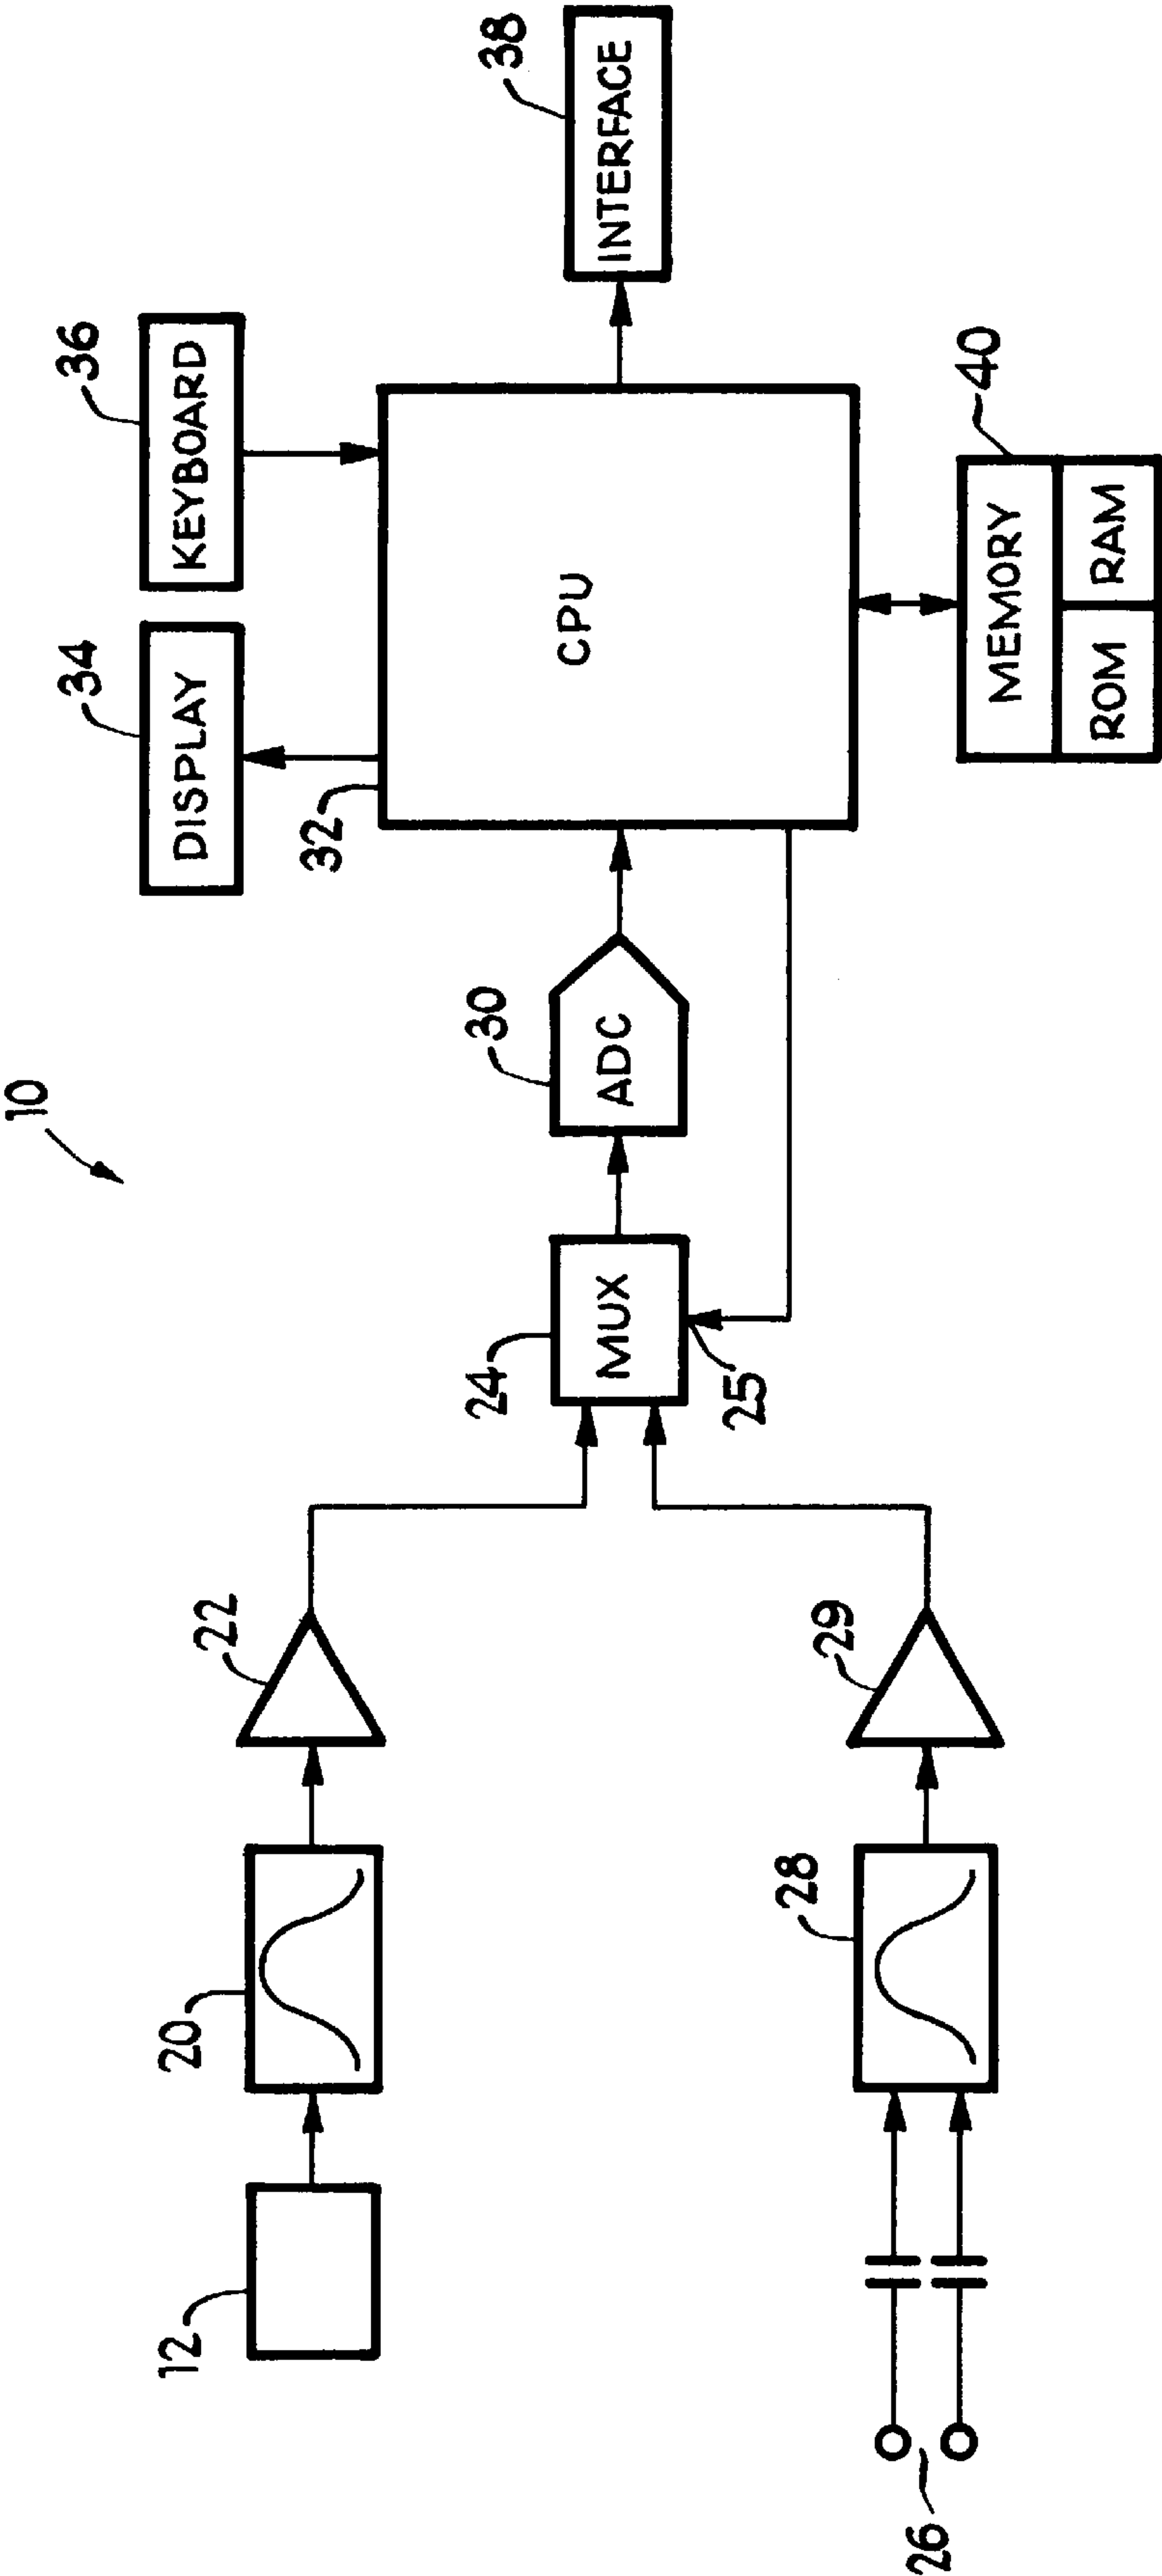 10
12
20
22
24
MUX
25
26
28
29
30
ADC
32
CPU
34
DISPLAY
36
KEYBOARD
38
INTERFACE
40
MEMORY
ROM
RAM